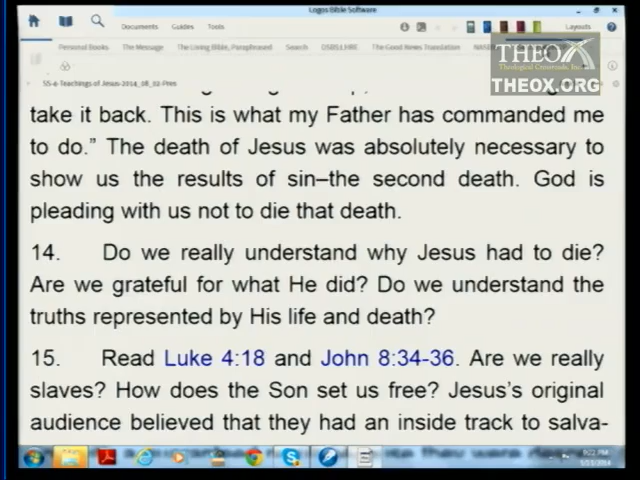 Logos Bible Software
Documents Guides Tools Layouts
Personal Books The Message The Living Bible, Paraphrased Search DSBSLHRE The Good News Translation
THEOX
THEOX.ORG
SS-6-Teachings of Jesus-2014_08_02-Pres
take it back. This is what my Father has commanded me
to do.” The death of Jesus was absolutely necessary to
show us the results of sin–the second death. God is
pleading with us not to die that death.
14. Do we really understand why Jesus had to die?
Are we grateful for what He did? Do we understand the
truths represented by His life and death?
15. Read Luke 4:18 and John 8:34-36. Are we really
slaves? How does the Son set us free? Jesus’s original
audience believed that they had an inside track to salva-